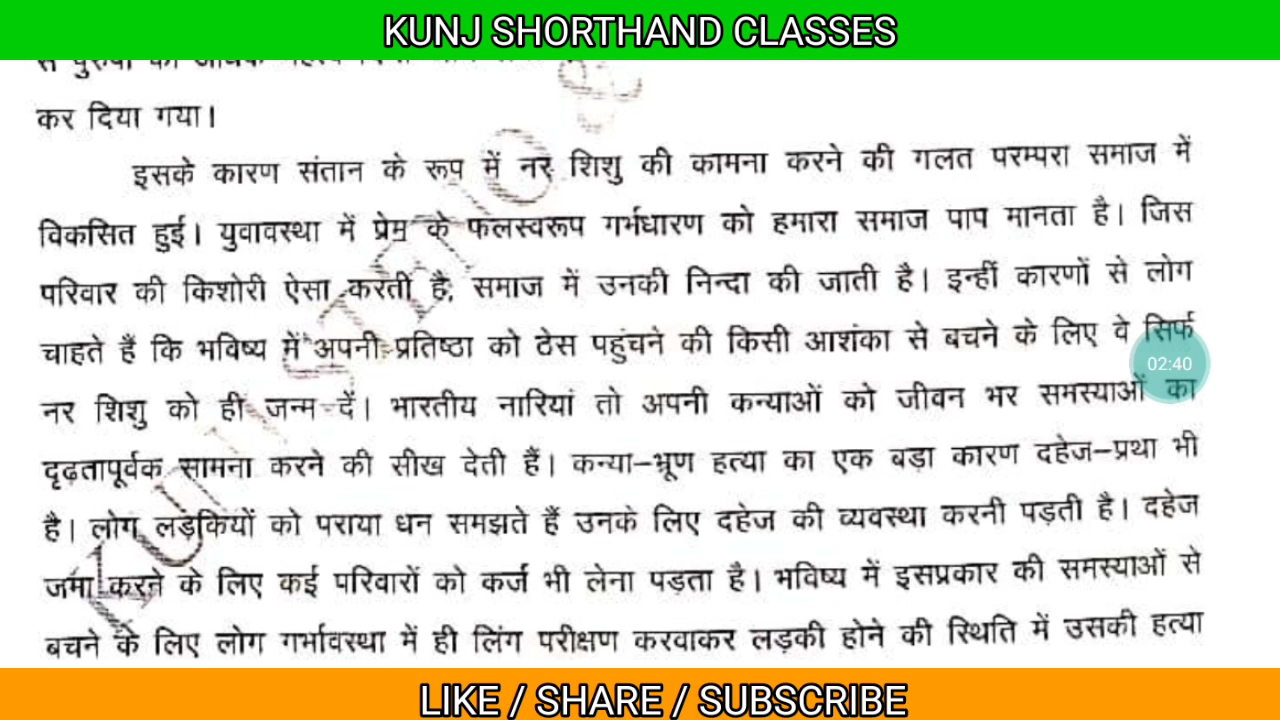 KUNJ SHORTHAND CLASSES
से पुरुषों को अधिक
कर दिया गया।
इसके कारण संतान के रूप में नर शिशु की कामना करने की गलत परम्परा समाज में
विकसित हुई। युवावस्था में प्रेम के फलस्वरूप गर्भधारण को हमारा समाज पाप मानता है। जिस
परिवार की किशोरी ऐसा करती है, समाज में उनकी निन्दा की जाती है। इन्हीं कारणों से लोग
चाहते हैं कि भविष्य में अपनी प्रतिष्ठा को ठेस पहुंचने की किसी आशंका से बचने के लिए वे सिर्फ
02:40
नर शिशु को ही जन्म दें। भारतीय नारियां तो अपनी कन्याओं को जीवन भर समस्याओं का
दृढ़तापूर्वक सामना करने की सीख देती हैं। कन्या–भ्रूण हत्या का एक बड़ा कारण दहेज–प्रथा भी
है। लोग लड़कियों को पराया धन समझते हैं उनके लिए दहेज की व्यवस्था करनी पड़ती है। दहेज
जमा करने के लिए कई परिवारों को कर्ज भी लेना पड़ता है। भविष्य में इसप्रकार की समस्याओं से
बचने के लिए लोग गर्भावस्था में ही लिंग परीक्षण करवाकर लड़की होने की स्थिति में उसकी हत्या
LIKE / SHARE / SUBSCRIBE